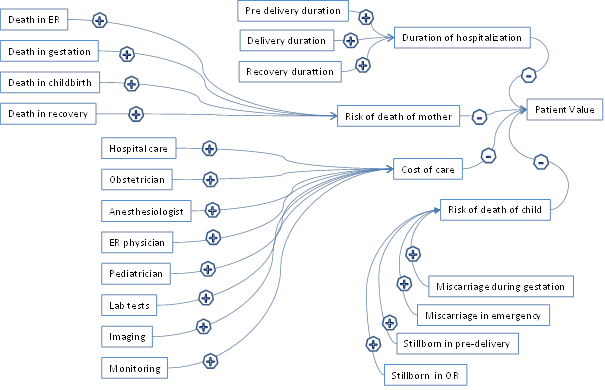 Death in ER
Death in gestation
Death in childbirth
Death in recovery
Pre delivery duration
Delivery duration
Recovery durattion
Duration of hospitalization
Risk of death of mother
Patient Value
Hospital care
Obstetrician
Anesthesiologist
ER physician
Pediatrician
Lab tests
Imaging
Monitoring
Cost of care
Risk of death of child
Miscarriage during gestation
Miscarriage in emergency
Stillborn in pre-delivery
Stillborn in OR